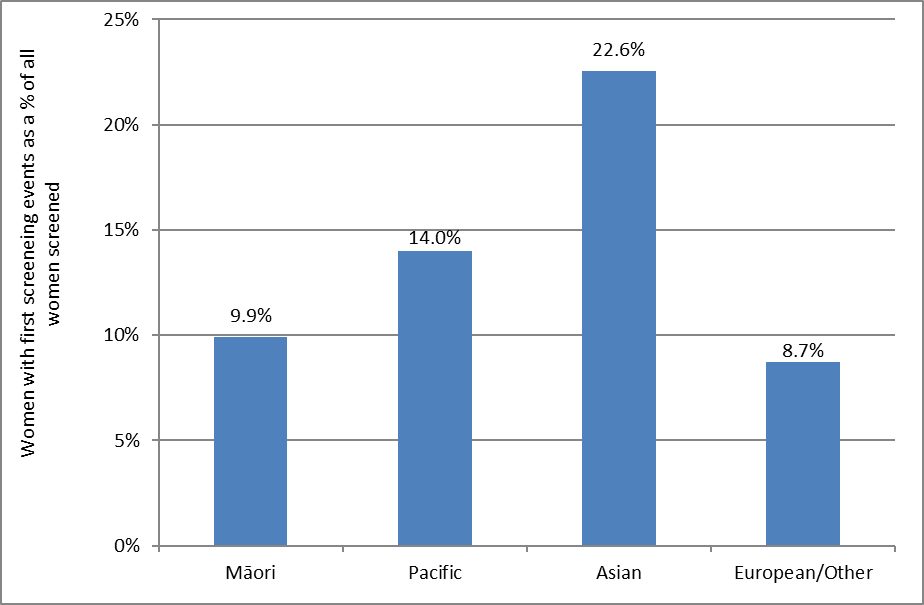 Women with first screeneing events as a % of all
women screened
25%
20%
15%
10%
5%
0%
9.9%
14.0%
22.6%
8.7%
Māori
Pacific
Asian
European/Other